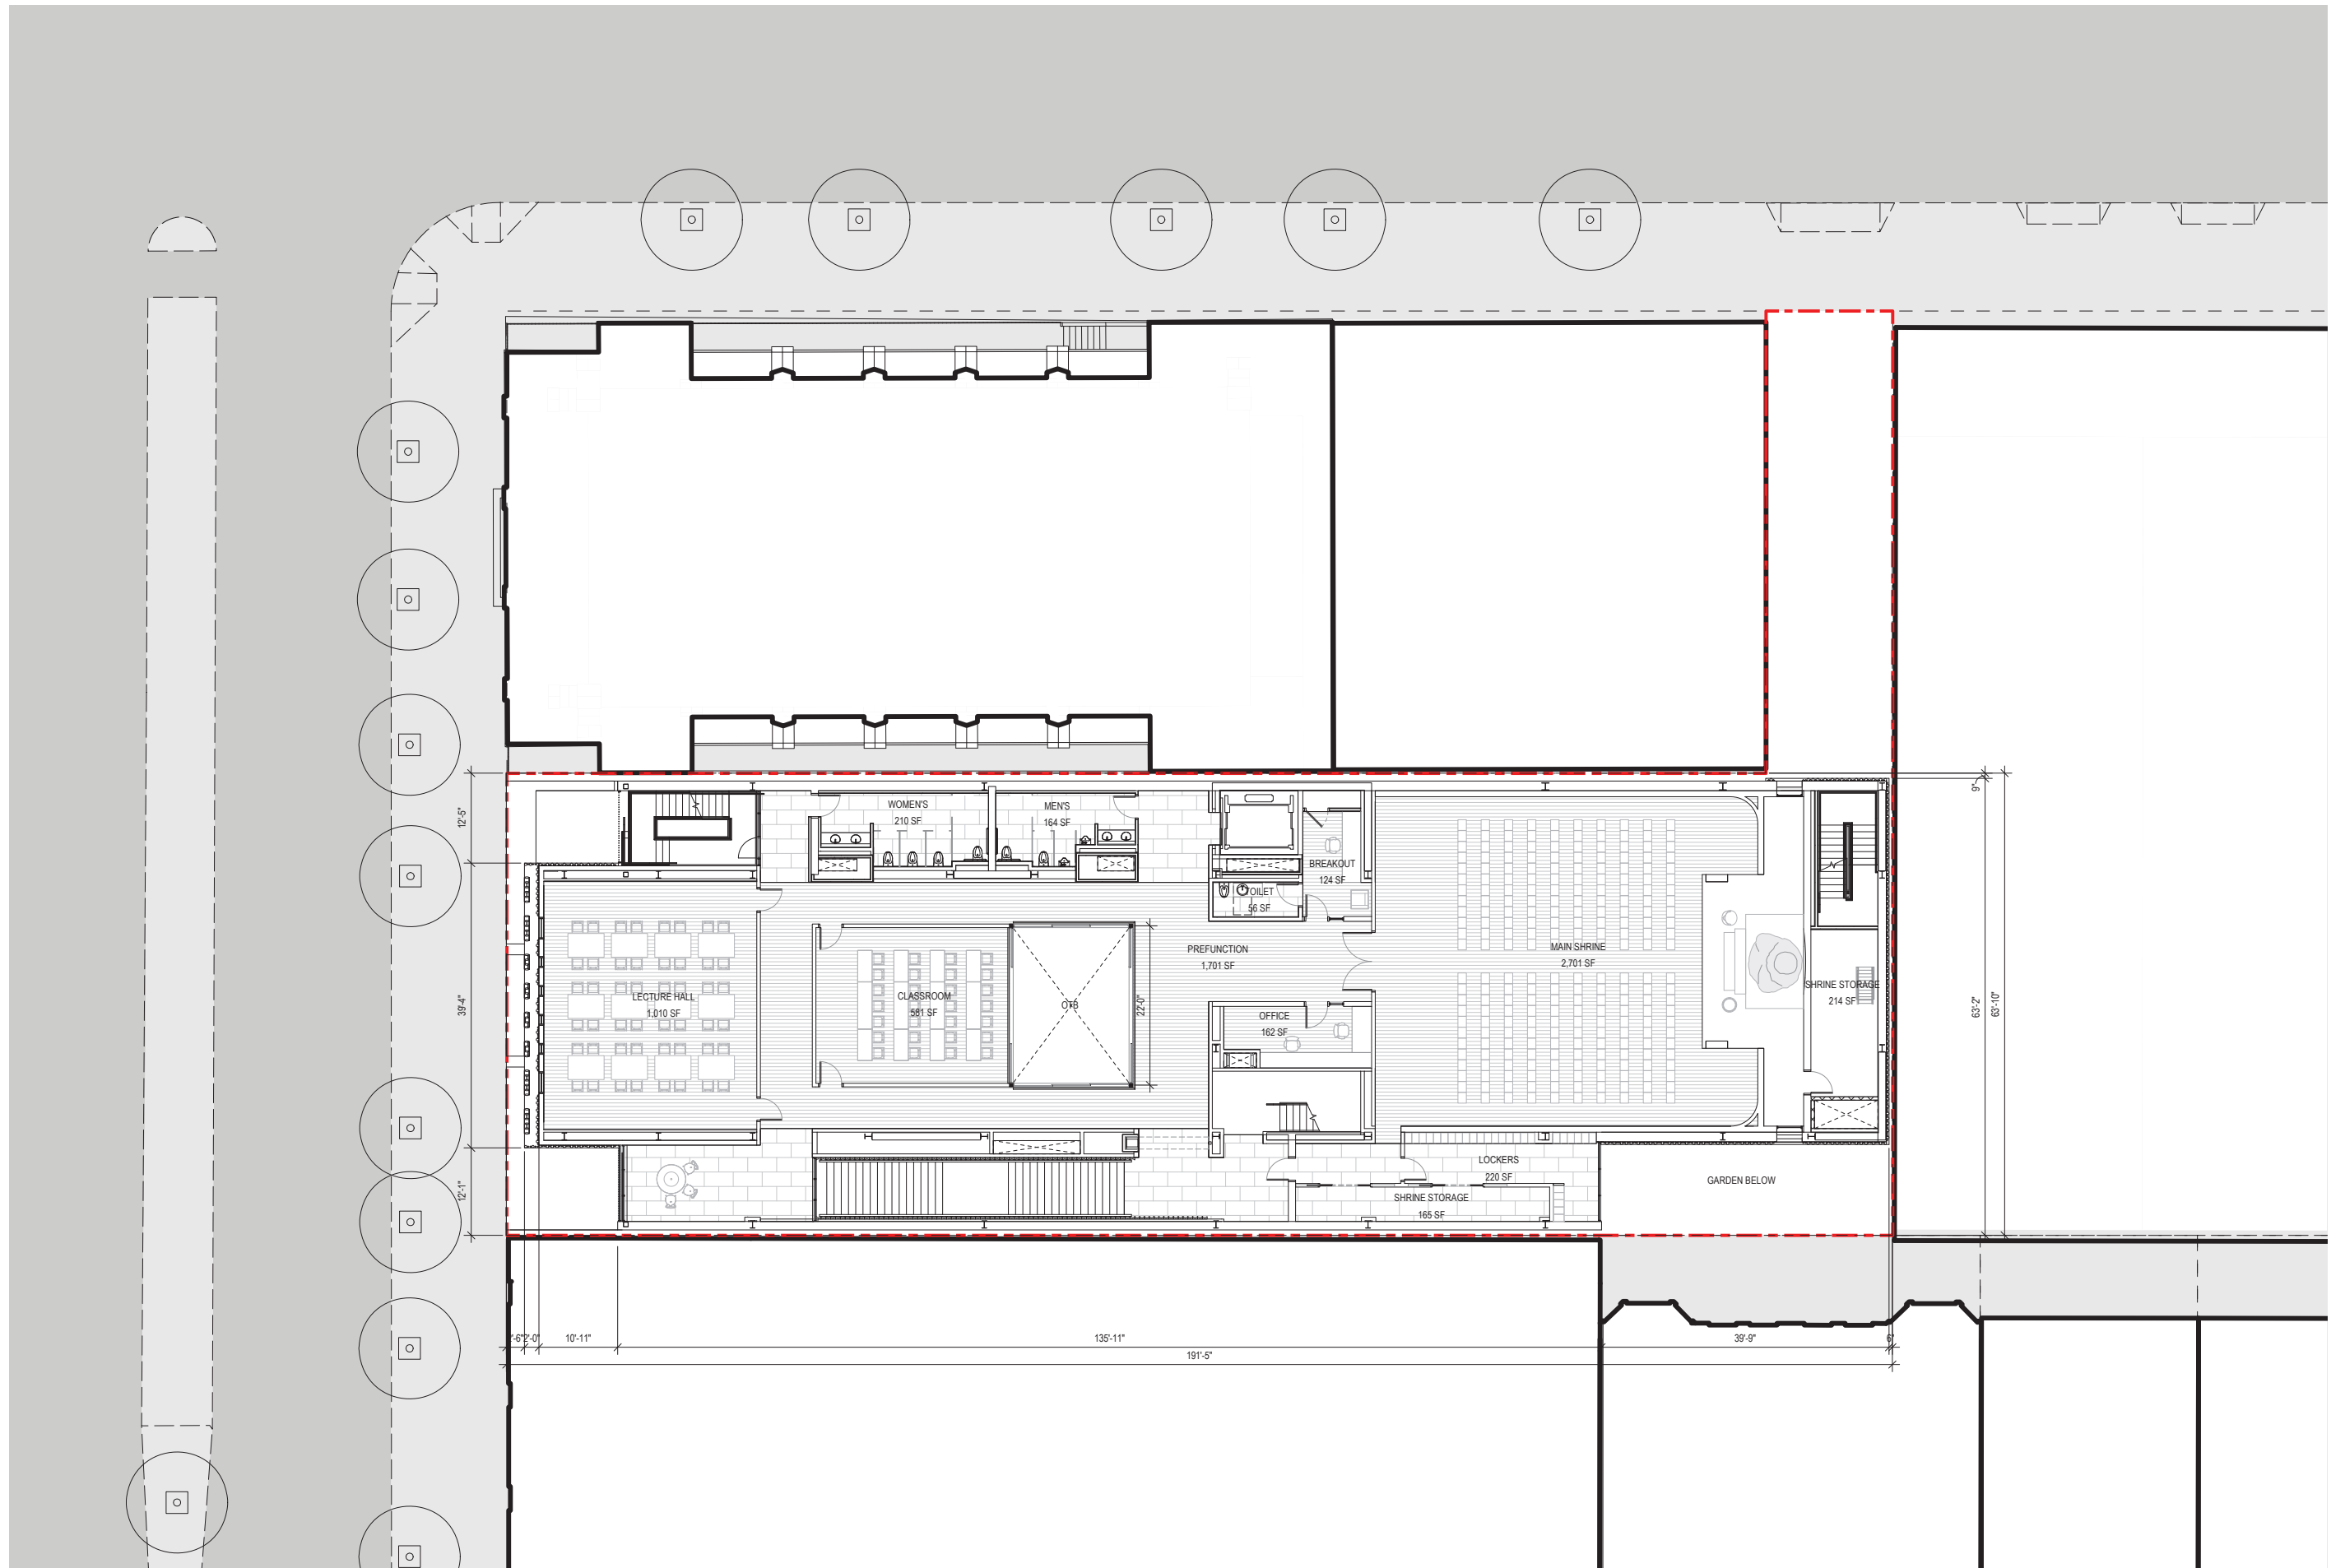 WOMEN'S
210 SF
MEN'S
164 SF
BREAKOUT
124 SF
TOILET
56 SF
PREFUNCTION
1,701 SF
MAIN SHRINE
2,701 SF
SHRINE STORAGE
214 SF
LECTURE HALL
1,010 SF
CLASSROOM
581 SF
OTB
22'-0"
OFFICE
162 SF
LOCKERS
220 SF
SHRINE STORAGE
165 SF
GARDEN BELOW
12'-5"
39'-4"
12'-1"
9"
63'-2"
63'-10"
2'-0"
10'-11"
135'-11"
39'-9"
6"
191'-5"